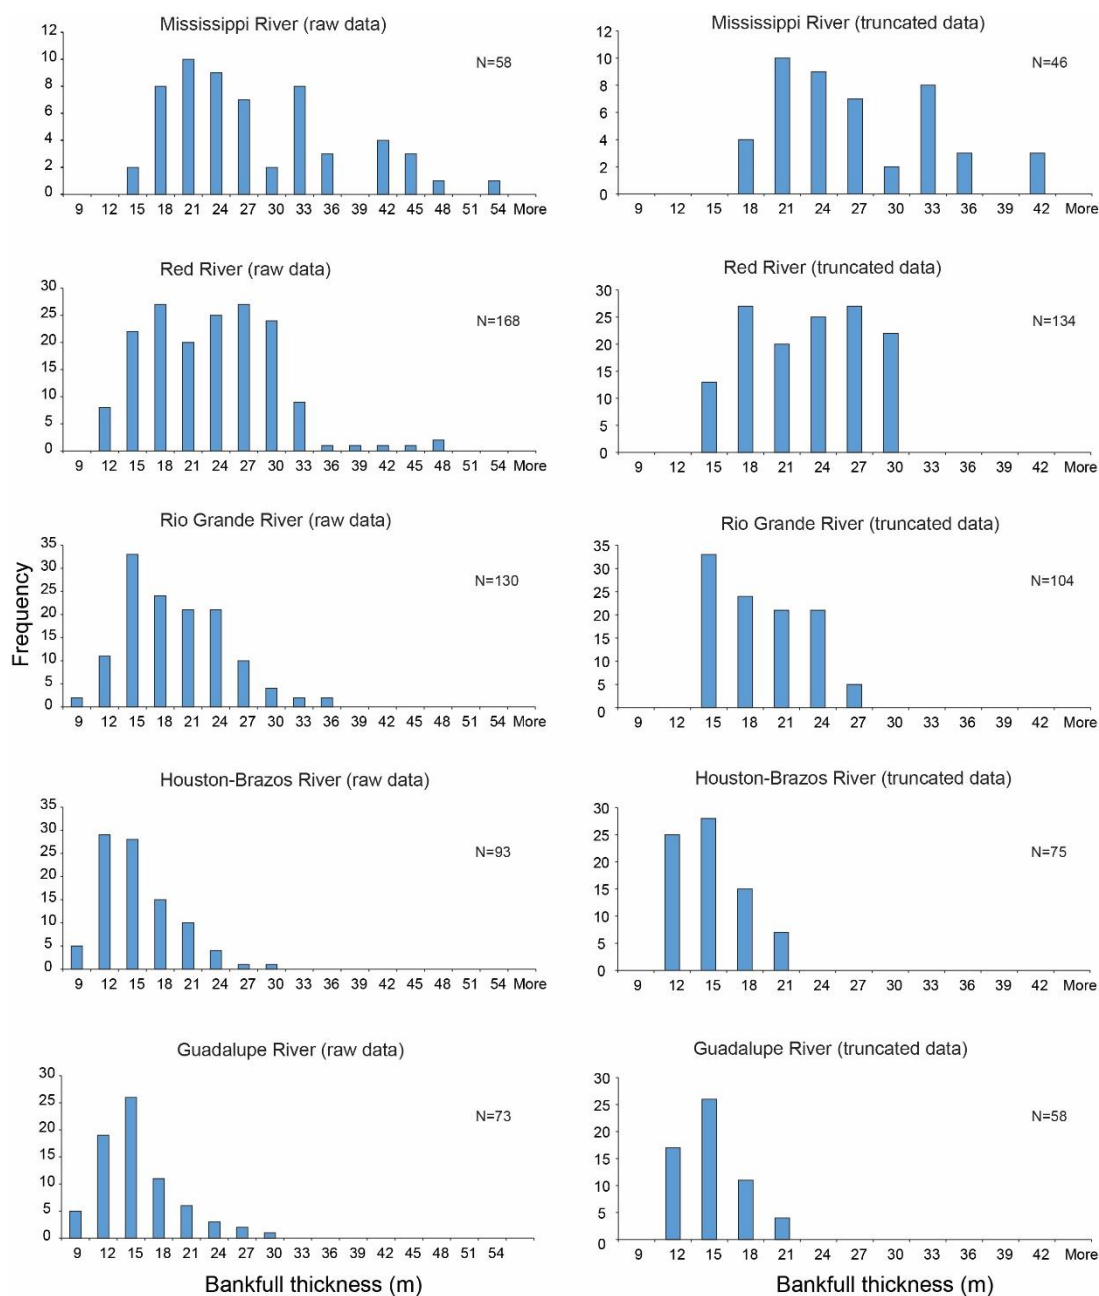 Mississippi River (raw data)
12
10
8
6
4
2
0
N=58
9 12 15 18 21 24 27 30 33 36 39 42 45 48 51 54 More
Mississippi River (truncated data)
12
10
8
6
4
2
0
N=46
9 12 15 18 21 24 27 30 33 36 39 42 More
Red River (raw data)
30
25
20
15
10
5
0
N=168
9 12 15 18 21 24 27 30 33 36 39 42 45 48 51 54 More
Red River (truncated data)
30
25
20
15
10
5
0
N=134
9 12 15 18 21 24 27 30 33 36 39 42 More
Rio Grande River (raw data)
35
30
25
20
15
10
5
0
N=130
9 12 15 18 21 24 27 30 33 36 39 42 45 48 51 54 More
Rio Grande River (truncated data)
35
30
25
20
15
10
5
0
N=104
9 12 15 18 21 24 27 30 33 36 39 42 More
Frequency
Houston-Brazos River (raw data)
35
30
25
20
15
10
5
0
N=93
9 12 15 18 21 24 27 30 33 36 39 42 45 48 51 54 More
Houston-Brazos River (truncated data)
35
30
25
20
15
10
5
0
N=75
9 12 15 18 21 24 27 30 33 36 39 42 More
Guadalupe River (raw data)
30
25
20
15
10
5
0
N=73
9 12 15 18 21 24 27 30 33 36 39 42 45 48 51 54 More
Guadalupe River (truncated data)
30
25
20
15
10
5
0
N=58
9 12 15 18 21 24 27 30 33 36 39 42 More
Bankfull thickness (m)
Bankfull thickness (m)